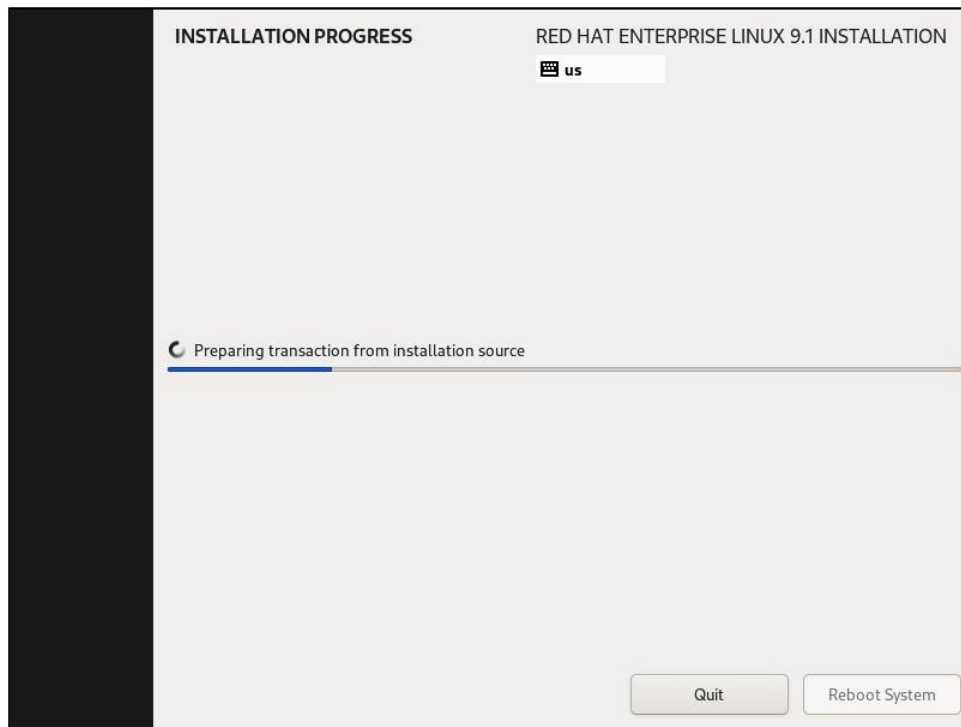 INSTALLATION PROGRESS
RED HAT ENTERPRISE LINUX 9.1 INSTALLATION
us
Preparing transaction from installation source
Quit
Reboot System